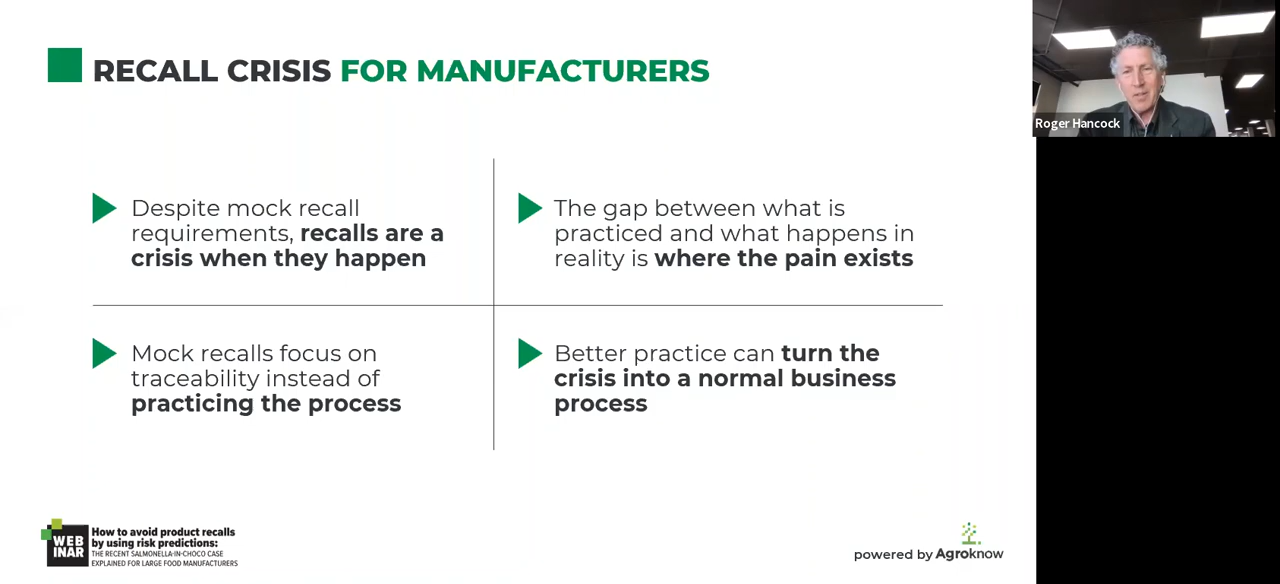 RECALL CRISIS FOR MANUFACTURERS
Roger Hancock
Despite mock recall
requirements, recalls are a
crisis when they happen
The gap between what is
practiced and what happens in
reality is where the pain exists
Mock recalls focus on
traceability instead of
practicing the process
Better practice can turn the
crisis into a normal business
process
WEB
INAR
How to avoid product recalls
by using risk predictions:
THE RECENT SALMONELLA-IN-CHOCO CASE
EXPLAINED FOR LARGE FOOD MANUFACTURERS
powered by Agroknow